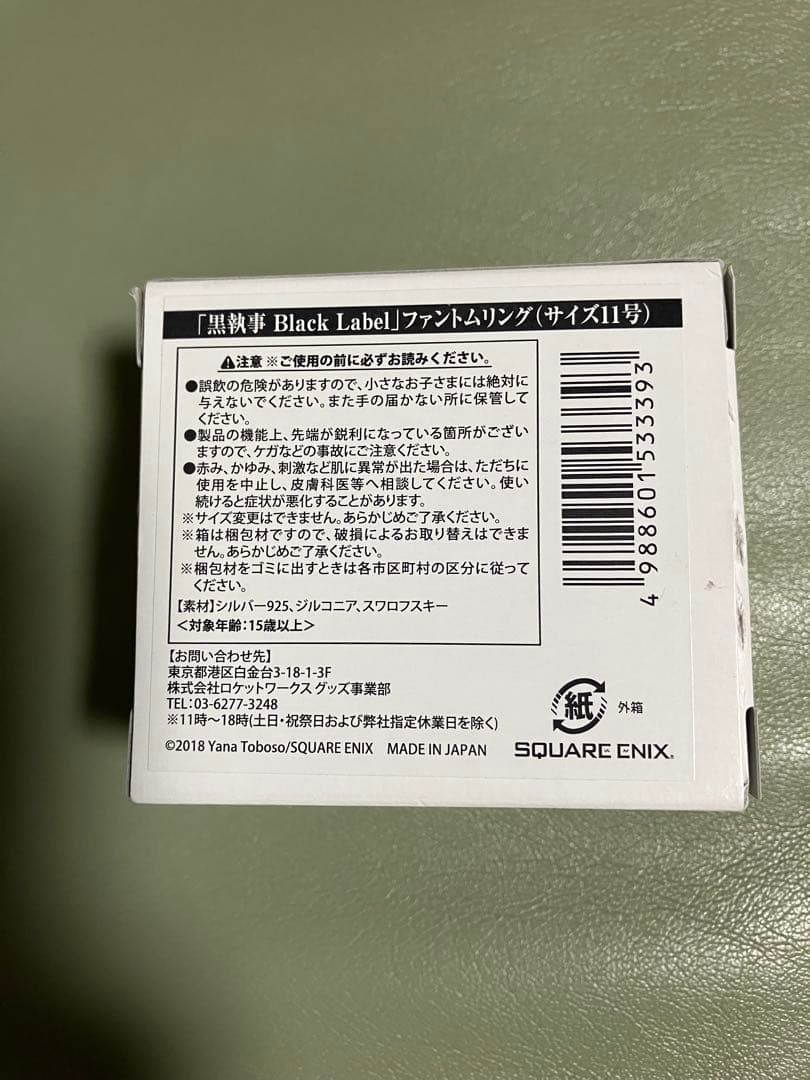 「黒執事 Black Label」ファントムリング(サイズ11号)
⚠注意 ※ご使用の前に必ずお読みください。
●誤飲の危険がありますので、小さなお子さまには絶対に
与えないでください。また手の届かない所に保管して
ください。
●製品の機能上、先端が鋭利になっている箇所がござい
ますので、ケガなどの事故にご注意ください。
●赤み、かゆみ、刺激など肌に異常が出た場合は、ただちに
使用を中止し、皮膚科医等へ相談してください。使い
続けると症状が悪化することがあります。
※サイズ変更はできません。あらかじめご了承ください。
※箱は梱包材ですので、破損によるお取り替えはできま
せん。あらかじめご了承ください。
※梱包材をゴミに出すときは各市区町村の区分に従って
ください。
【素材】シルバー925、ジルコニア、スワロフスキー
<対象年齢:15歳以上>
4988601533393
【お問い合わせ先】
東京都港区白金台3-18-1-3F
株式会社ロケットワークス グッズ事業部
TEL:03-6277-3248
※11時〜18時(土日・祝祭日および弊社指定休業日を除く)
紙 外箱
©2018 Yana Toboso/SQUARE ENIX MADE IN JAPAN
SQUARE ENIX.